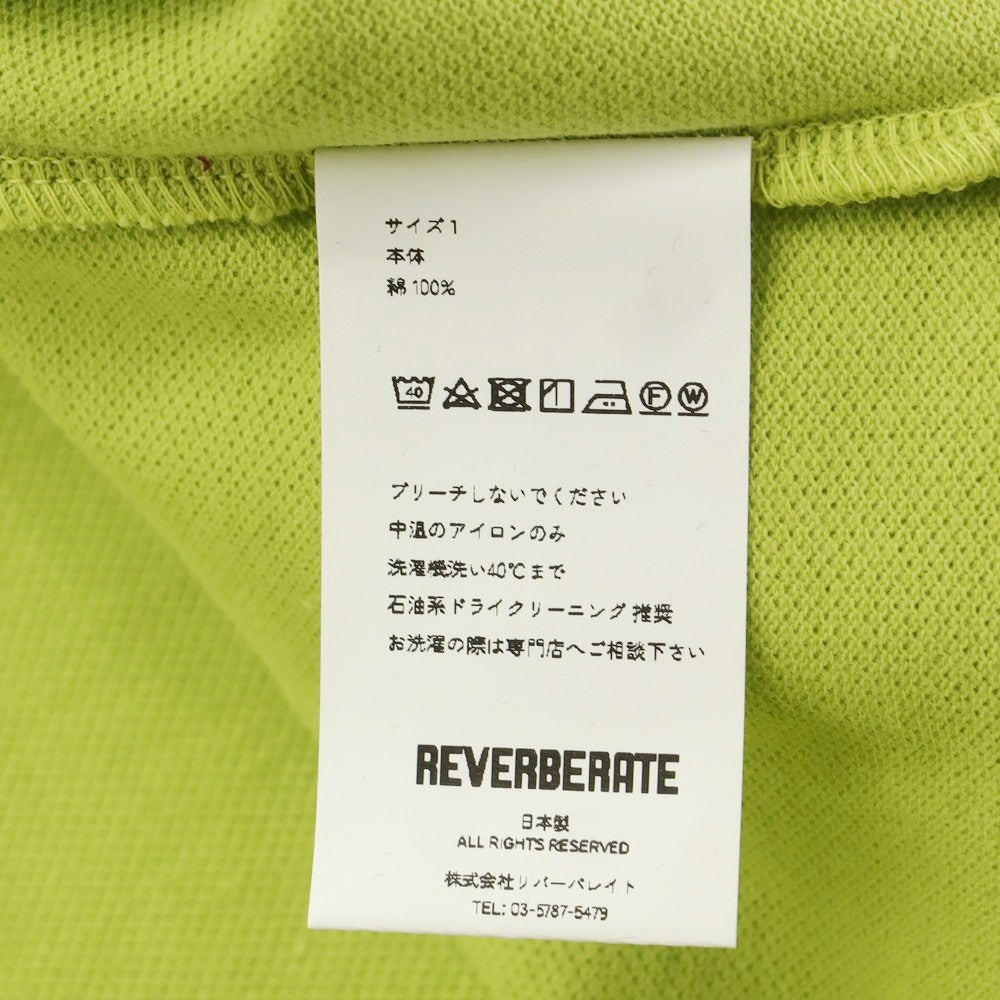 サイズ1
本体
綿100%
40 F W
ブリーチしないでください
中温のアイロンのみ
洗濯機洗い40℃まで
石油系ドライクリーニング推奨
お洗濯の際は専門店へご相談下さい
REVERBERATE
日本製
ALL RIGHTS RESERVED
株式会社リバーバレイト
TEL: 03-5787-5479